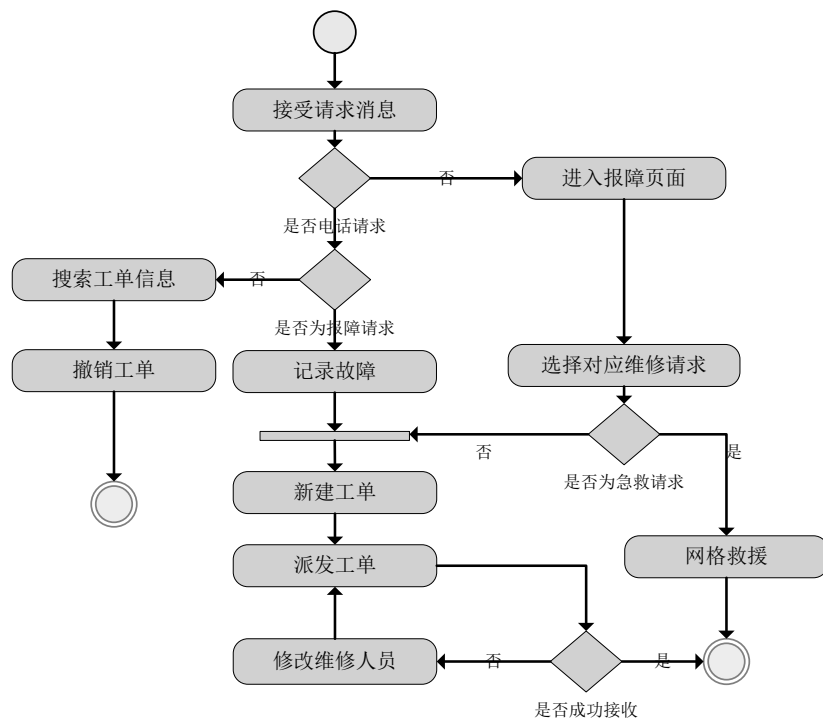 接受请求消息
否
进入报障页面
是否电话请求
搜索工单信息
否
是否为报障请求
撤销工单
记录故障
选择对应维修请求
否
是
是否为急救请求
新建工单
派发工单
网格救援
修改维修人员
否
是
是否成功接收